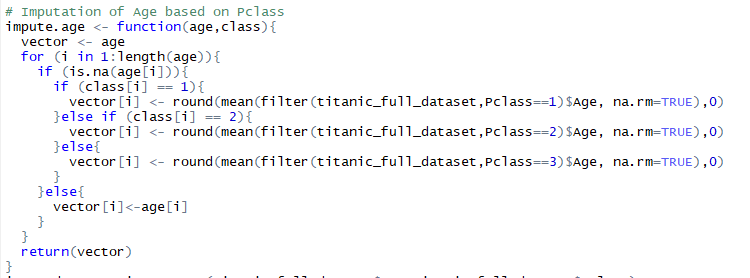 # Imputation of Age based on Pclass
impute.age <- function(age,class){
  vector <- age
  for (i in 1:length(age)){
    if (is.na(age[i])){
      if (class[i] == 1){
        vector[i] <- round(mean(filter(titanic_full_dataset,Pclass==1)$Age, na.rm=TRUE),0)
      }else if (class[i] == 2){
        vector[i] <- round(mean(filter(titanic_full_dataset,Pclass==2)$Age, na.rm=TRUE),0)
      }else{
        vector[i] <- round(mean(filter(titanic_full_dataset,Pclass==3)$Age, na.rm=TRUE),0)
      }
    }else{
      vector[i]<-age[i]
    }
  }
  return(vector)
}